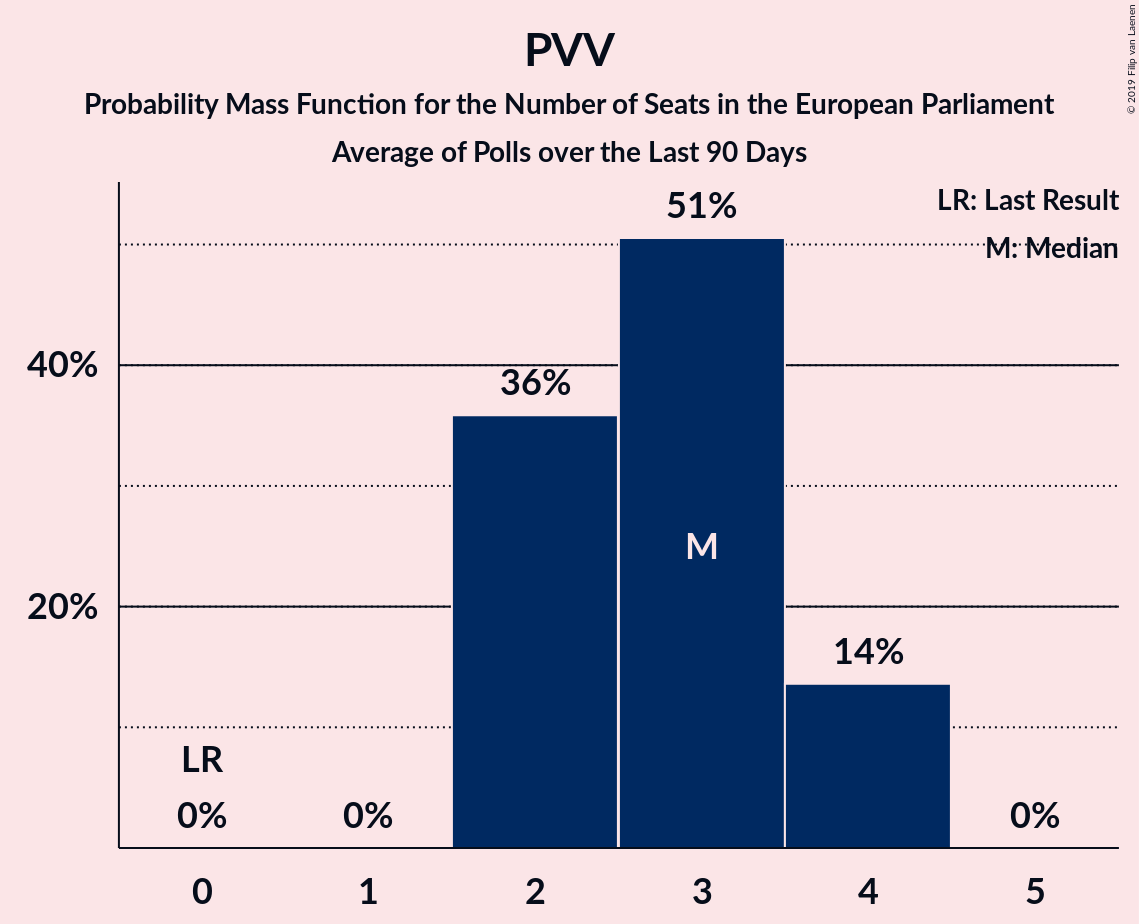 PVV
Probability Mass Function for the Number of Seats in the European Parliament
Average of Polls over the Last 90 Days
© 2019 Filip van Laenen
LR: Last Result
M: Median
51%
40%
36%
M
20%
14%
LR
0%
0%
0%
0 1 2 3 4 5